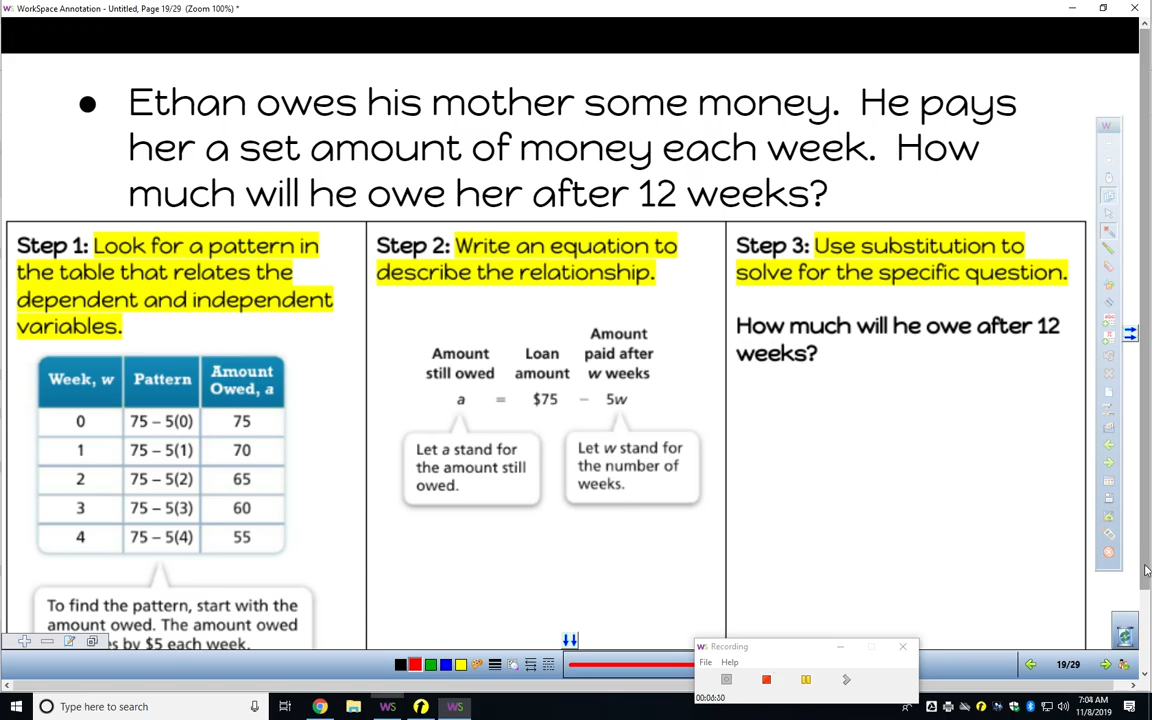 WorkSpace Annotation - Untitled, Page 19/29 (Zoom 100%) *
● Ethan owes his mother some money. He pays
her a set amount of money each week. How
much will he owe her after 12 weeks?
Step 1: Look for a pattern in
the table that relates the
dependent and independent
variables.
Week, w Pattern Amount Owed, a
0 75 – 5(0) 75
1 75 – 5(1) 70
2 75 – 5(2) 65
3 75 – 5(3) 60
4 75 – 5(4) 55
To find the pattern, start with the
amount owed. The amount owed
by $5 each week.
Step 2: Write an equation to
describe the relationship.
Amount still owed Loan amount Amount paid after w weeks
a = $75 – 5w
Let a stand for
the amount still
owed.
Let w stand for
the number of
weeks.
Step 3: Use substitution to
solve for the specific question.
How much will he owe after 12
weeks?
Recording
File Help
19/29
Type here to search
7:04 AM
11/8/2019